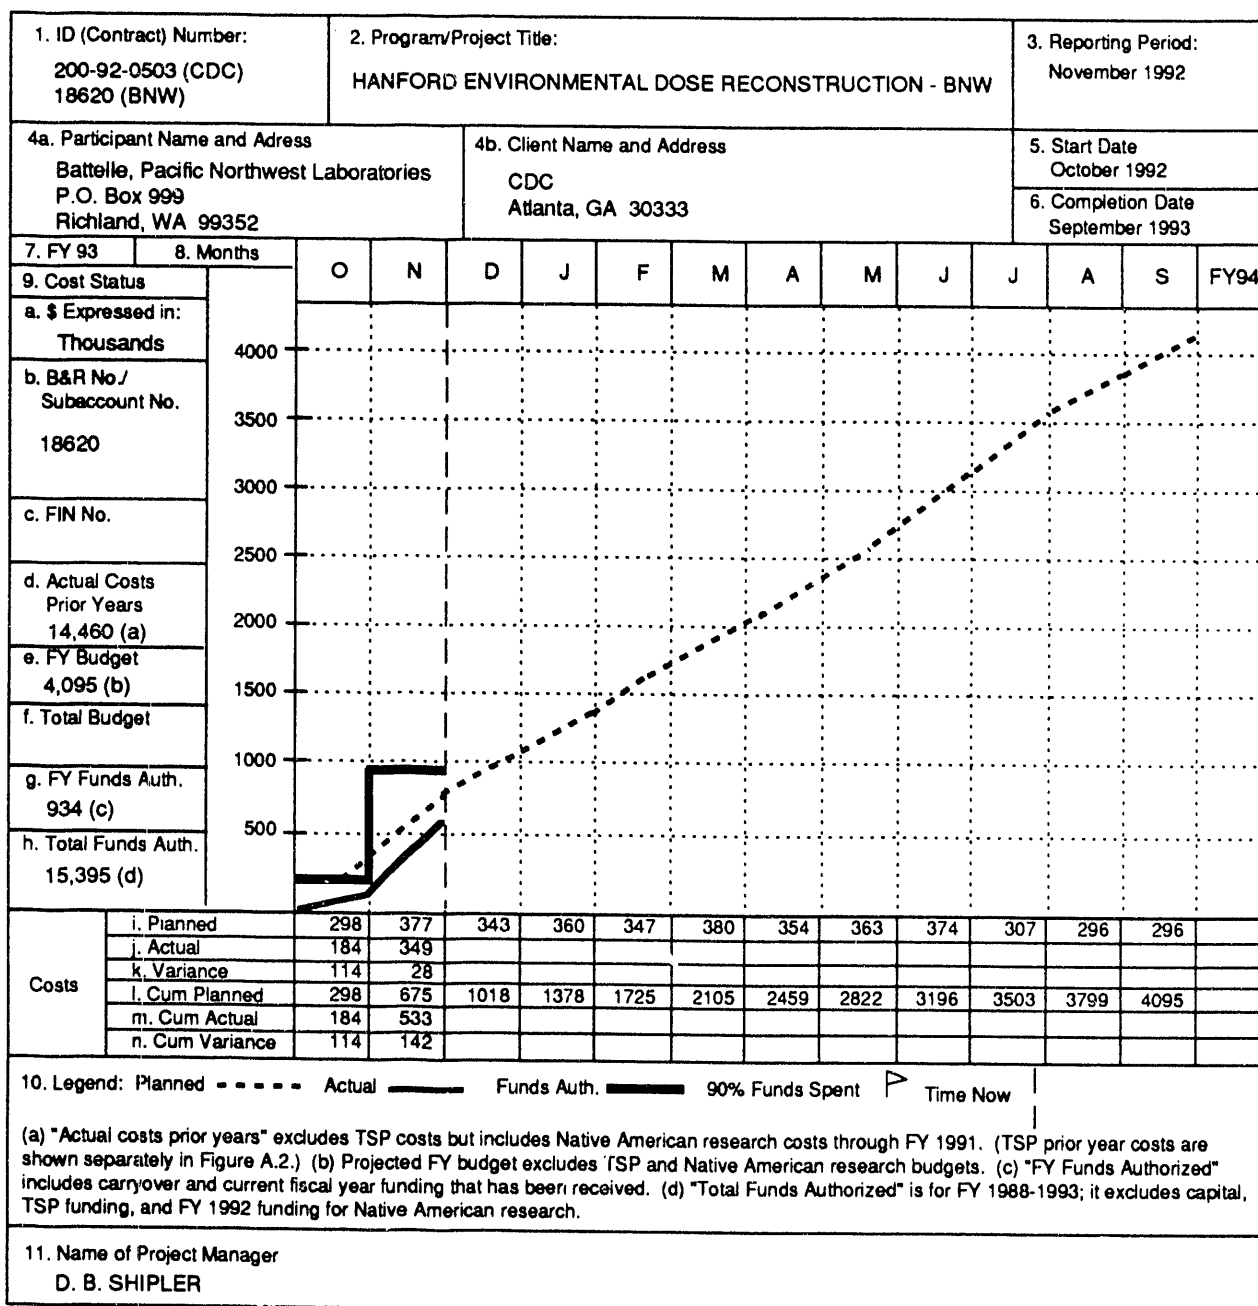 1. ID (Contract) Number:
200-92-0503 (CDC)
18620 (BNW)
2. Program/Project Title:
HANFORD ENVIRONMENTAL DOSE RECONSTRUCTION - BNW
3. Reporting Period:
November 1992
4a. Participant Name and Adress
Battelle, Pacific Northwest Laboratories
P.O. Box 999
Richland, WA 99352
4b. Client Name and Address
CDC
Atlanta, GA 30333
5. Start Date
October 1992
6. Completion Date
September 1993
7. FY 93 8. Months O N D J F M A M J J A S FY94
9. Cost Status
a. $ Expressed in:
Thousands
b. B&R No./
Subaccount No.
18620
c. FIN No.
d. Actual Costs
Prior Years
14,460 (a)
e. FY Budget
4,095 (b)
f. Total Budget
g. FY Funds Auth.
934 (c)
h. Total Funds Auth.
15,395 (d)
4000
3500
3000
2500
2000
1500
1000
500
Costs
i. Planned 298 377 343 360 347 380 354 363 374 307 296 296
j. Actual 184 349
k. Variance 114 28
l. Cum Planned 298 675 1018 1378 1725 2105 2459 2822 3196 3503 3799 4095
m. Cum Actual 184 533
n. Cum Variance 114 142
10. Legend: Planned Actual Funds Auth. 90% Funds Spent Time Now
(a) "Actual costs prior years" excludes TSP costs but includes Native American research costs through FY 1991. (TSP prior year costs are
shown separately in Figure A.2.) (b) Projected FY budget excludes TSP and Native American research budgets. (c) "FY Funds Authorized"
includes carryover and current fiscal year funding that has been received. (d) "Total Funds Authorized" is for FY 1988-1993; it excludes capital,
TSP funding, and FY 1992 funding for Native American research.
11. Name of Project Manager
D. B. SHIPLER